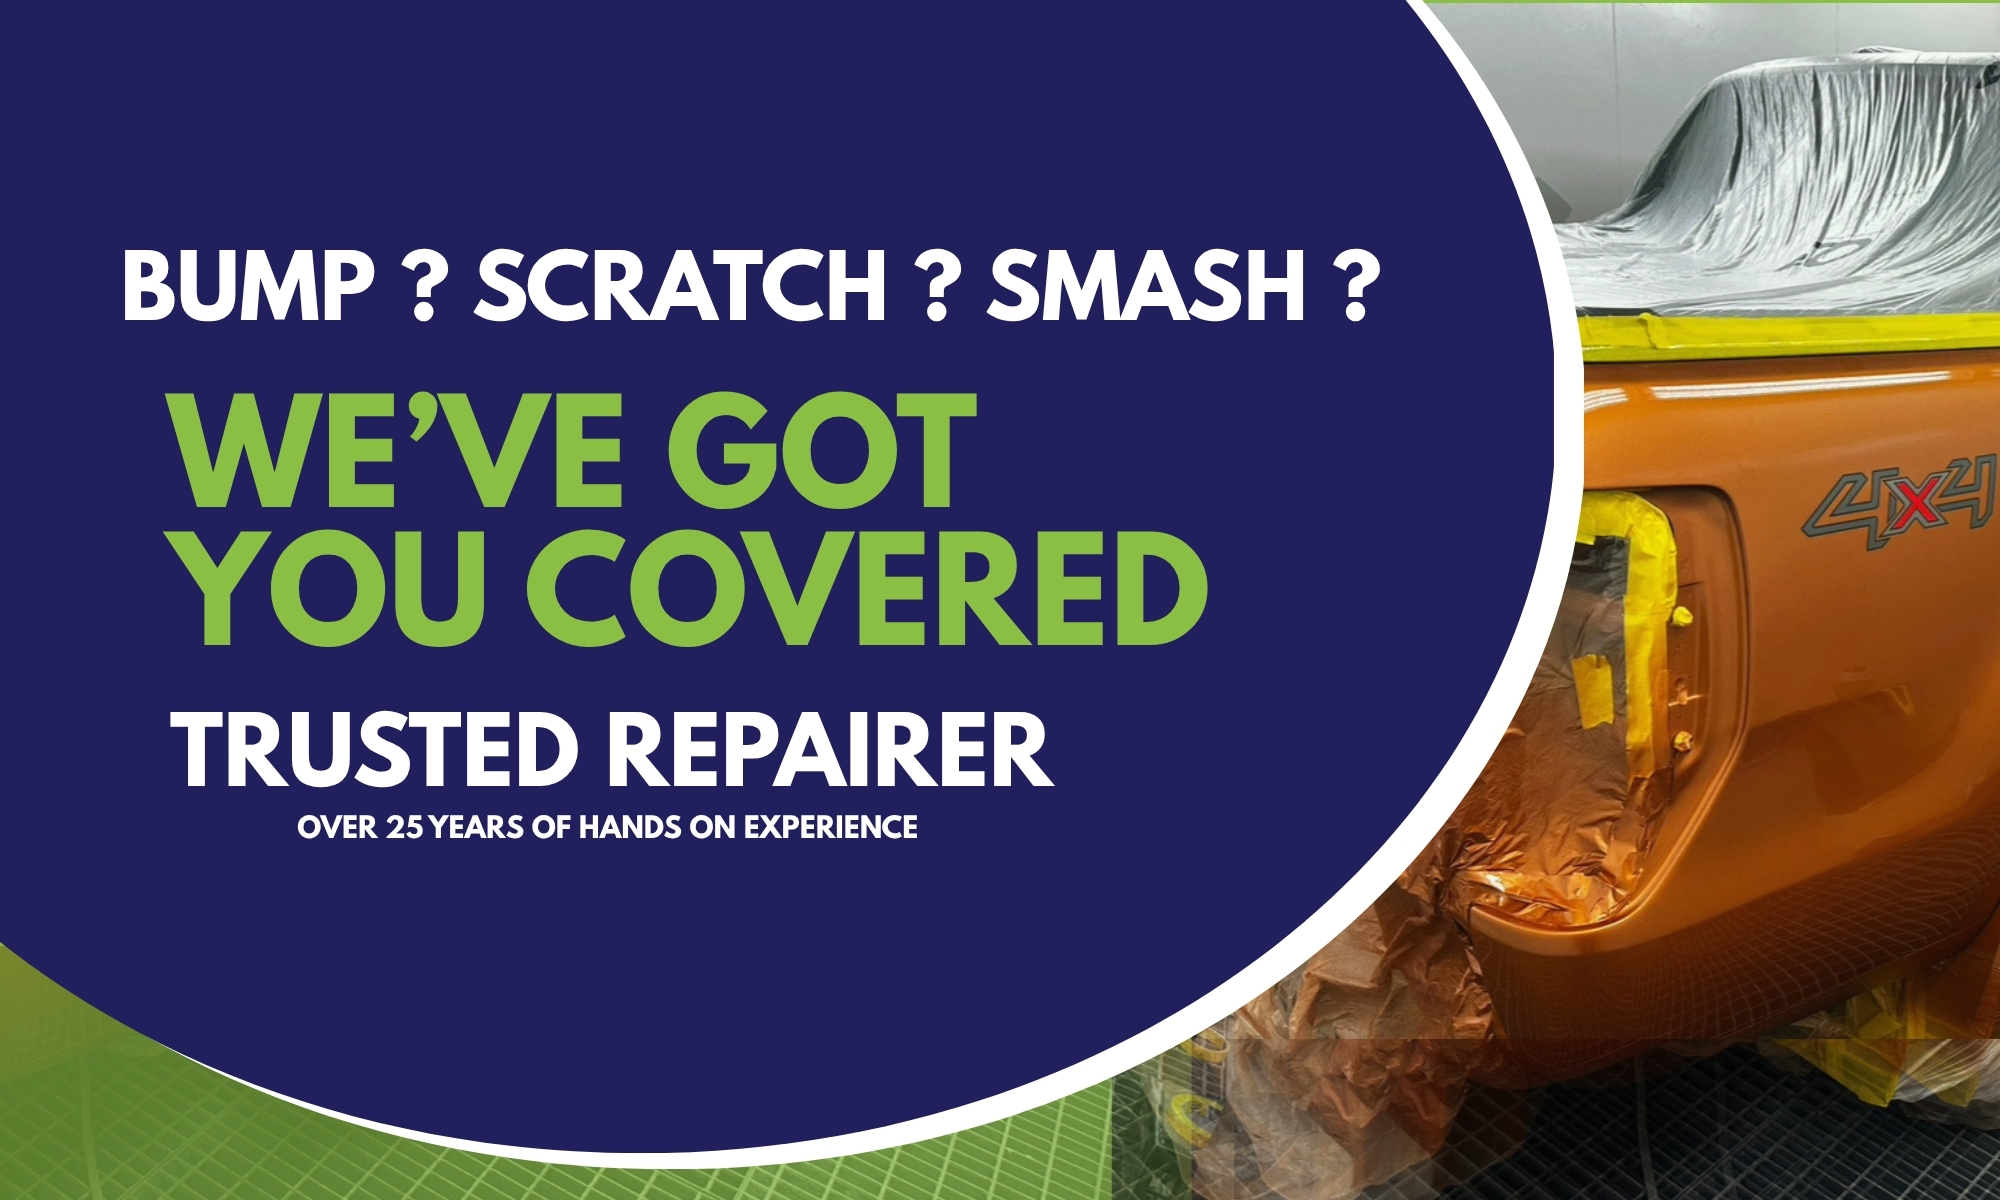 BUMP ? SCRATCH ? SMASH ?
WE’VE GOT
YOU COVERED
TRUSTED REPAIRER
OVER 25 YEARS OF HANDS ON EXPERIENCE
4x4